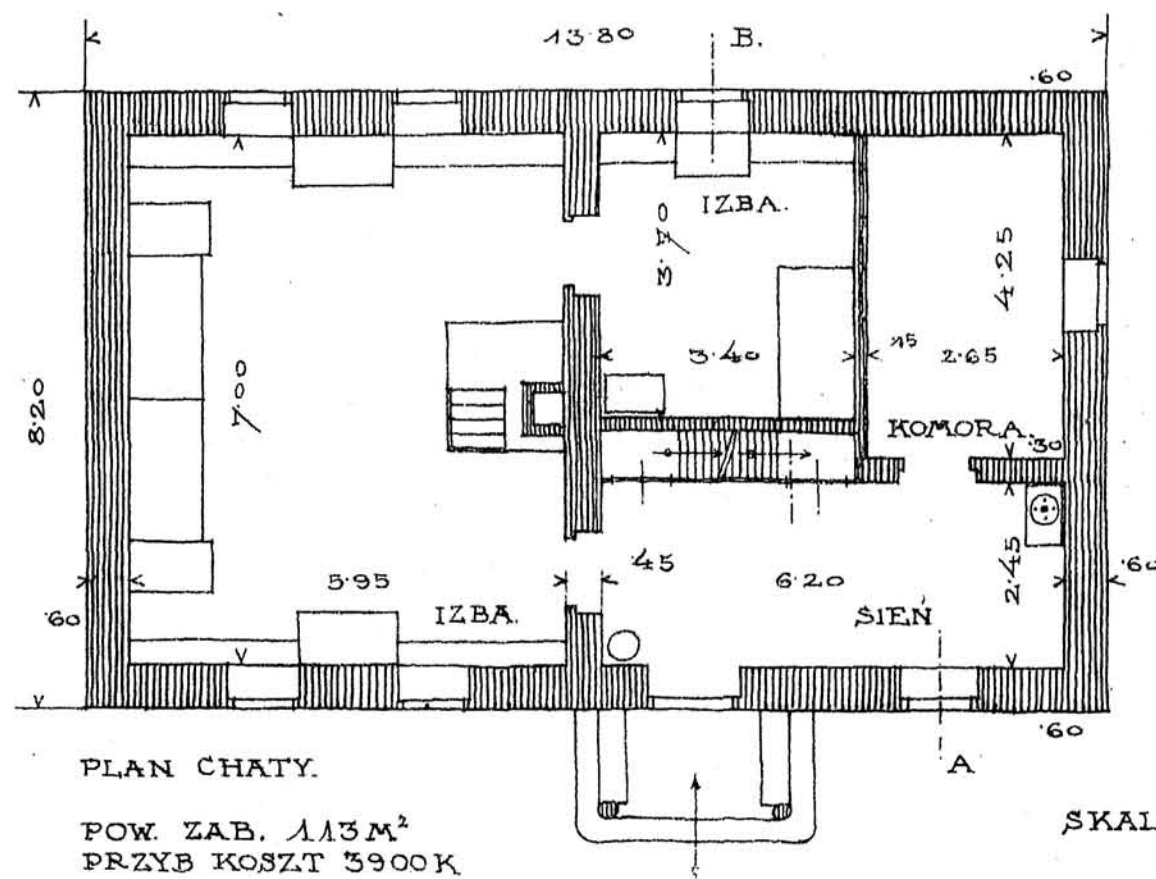 13·80
B.
·60
IZBA.
3·70
4·25
7·00
8·20
3·40
15
2·65
KOMORA.
·30
·45
2·45
5·95
6·20
·60
·60
IZBA.
SIEŃ
·60
A
PLAN CHATY.
POW. ZAB. 113 M²
PRZYB KOSZT 3900 K
SKAL